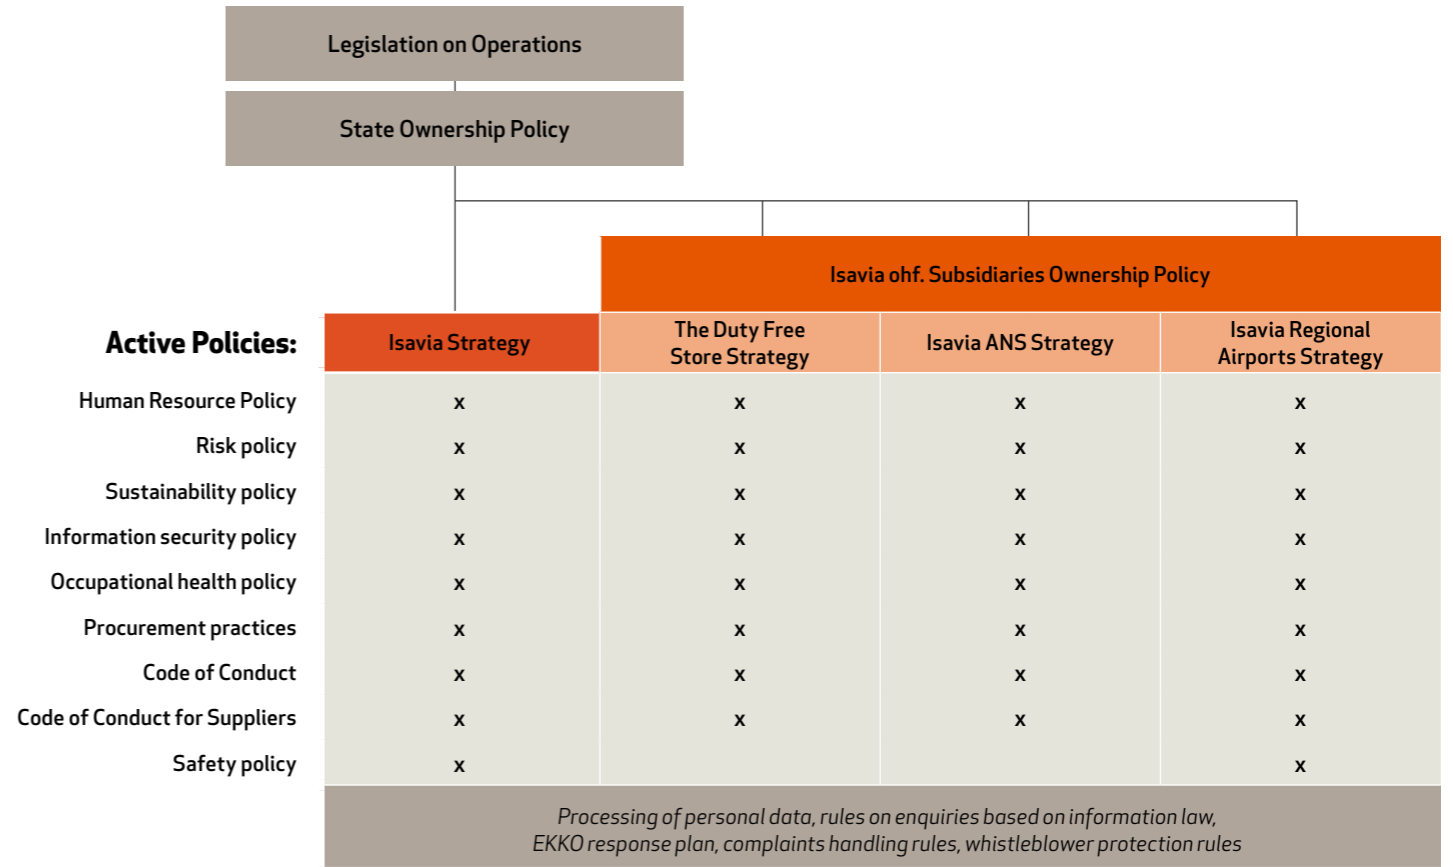 Legislation on Operations
State Ownership Policy
Isavia ohf. Subsidiaries Ownership Policy
Active Policies:
Isavia Strategy
The Duty Free
Store Strategy
Isavia ANS Strategy
Isavia Regional
Airports Strategy
Human Resource Policy x x x x
Risk policy x x x x
Sustainability policy x x x x
Information security policy x x x x
Occupational health policy x x x x
Procurement practices x x x x
Code of Conduct x x x x
Code of Conduct for Suppliers x x x x
Safety policy x x
Processing of personal data, rules on enquiries based on information law,
EKKO response plan, complaints handling rules, whistleblower protection rules